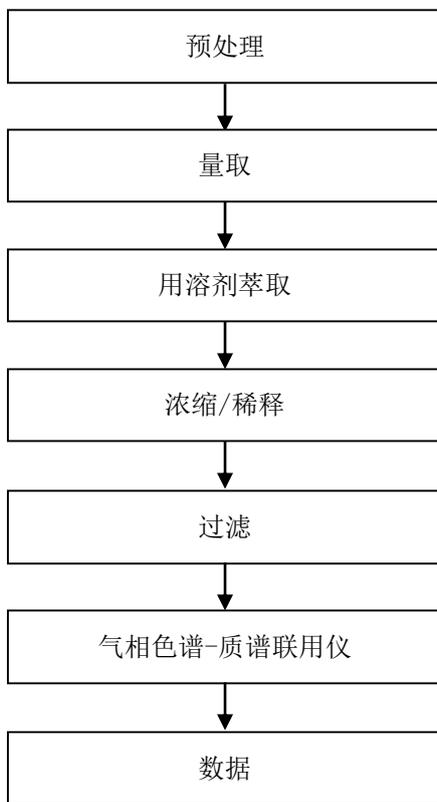 预处理
量取
用溶剂萃取
浓缩/稀释
过滤
气相色谱-质谱联用仪
数据